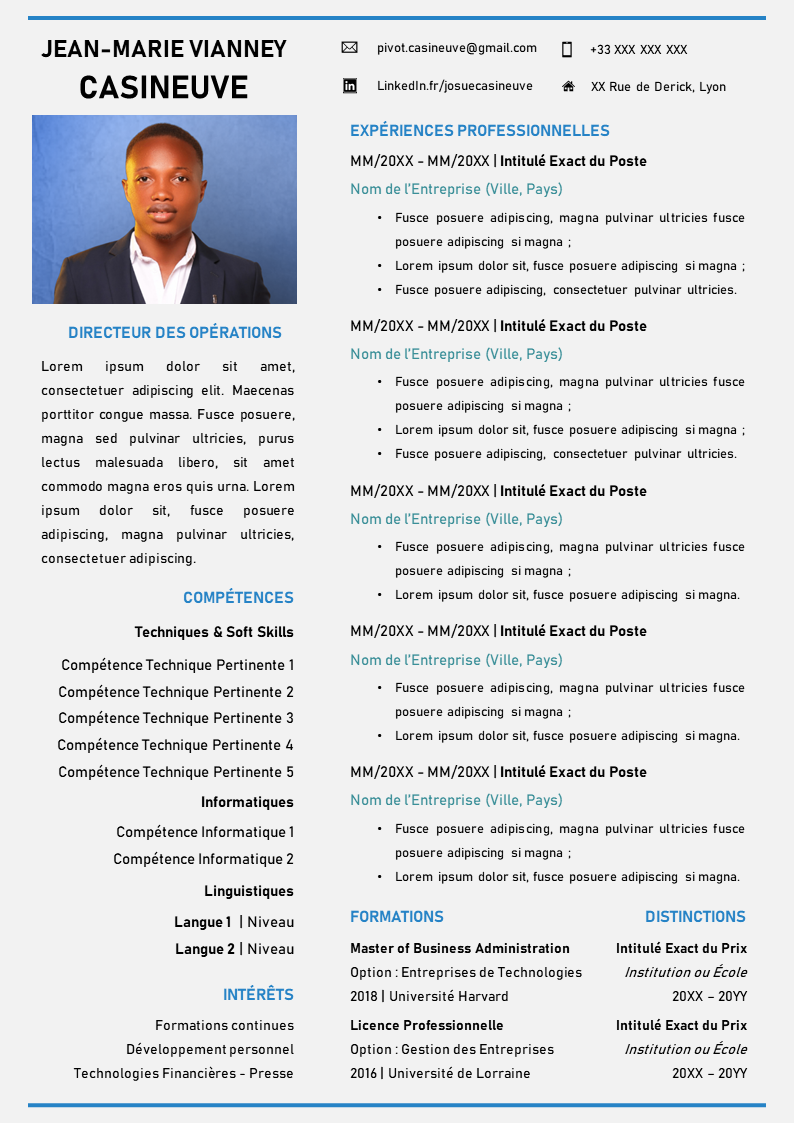 JEAN-MARIE VIANNEY
CASINEUVE
DIRECTEUR DES OPÉRATIONS
Lorem ipsum dolor sit amet,
consectetuer adipiscing elit. Maecenas
porttitor congue massa. Fusce posuere,
magna sed pulvinar ultricies, purus
lectus malesuada libero, sit amet
commodo magna eros quis urna. Lorem
ipsum dolor sit, fusce posuere
adipiscing, magna pulvinar ultricies,
consectetuer adipiscing.
COMPÉTENCES
Techniques & Soft Skills
Compétence Technique Pertinente 1
Compétence Technique Pertinente 2
Compétence Technique Pertinente 3
Compétence Technique Pertinente 4
Compétence Technique Pertinente 5
Informatiques
Compétence Informatique 1
Compétence Informatique 2
Linguistiques
Langue 1 | Niveau
Langue 2 | Niveau
INTÉRÊTS
Formations continues
Développement personnel
Technologies Financières - Presse
pivot.casineuve@gmail.com
+33 XXX XXX XXX
in
LinkedIn.fr/josuecasineuve
XX Rue de Derick, Lyon
EXPÉRIENCES PROFESSIONNELLES
MM/20XX - MM/20XX | Intitulé Exact du Poste
Nom de l'Entreprise (Ville, Pays)
• Fusce posuere adipiscing, magna pulvinar ultricies fusce
posuere adipiscing si magna ;
• Lorem ipsum dolor sit, fusce posuere adipiscing si magna ;
• Fusce posuere adipiscing, consectetuer pulvinar ultricies.
MM/20XX - MM/20XX | Intitulé Exact du Poste
Nom de l'Entreprise (Ville, Pays)
• Fusce posuere adipiscing, magna pulvinar ultricies fusce
posuere adipiscing si magna ;
• Lorem ipsum dolor sit, fusce posuere adipiscing si magna ;
• Fusce posuere adipiscing, consectetuer pulvinar ultricies.
MM/20XX - MM/20XX | Intitulé Exact du Poste
Nom de l'Entreprise (Ville, Pays)
• Fusce posuere adipiscing, magna pulvinar ultricies fusce
posuere adipiscing si magna ;
• Lorem ipsum dolor sit, fusce posuere adipiscing si magna.
MM/20XX - MM/20XX | Intitulé Exact du Poste
Nom de l'Entreprise (Ville, Pays)
• Fusce posuere adipiscing, magna pulvinar ultricies fusce
posuere adipiscing si magna ;
• Lorem ipsum dolor sit, fusce posuere adipiscing si magna.
MM/20XX - MM/20XX | Intitulé Exact du Poste
Nom de l'Entreprise (Ville, Pays)
• Fusce posuere adipiscing, magna pulvinar ultricies fusce
posuere adipiscing si magna ;
• Lorem ipsum dolor sit, fusce posuere adipiscing si magna.
FORMATIONS
Master of Business Administration
Option : Entreprises de Technologies
2018 | Université Harvard
Licence Professionnelle
Option : Gestion des Entreprises
2016 | Université de Lorraine
DISTINCTIONS
Intitulé Exact du Prix
Institution ou École
20XX – 20YY
Intitulé Exact du Prix
Institution ou École
20XX – 20YY